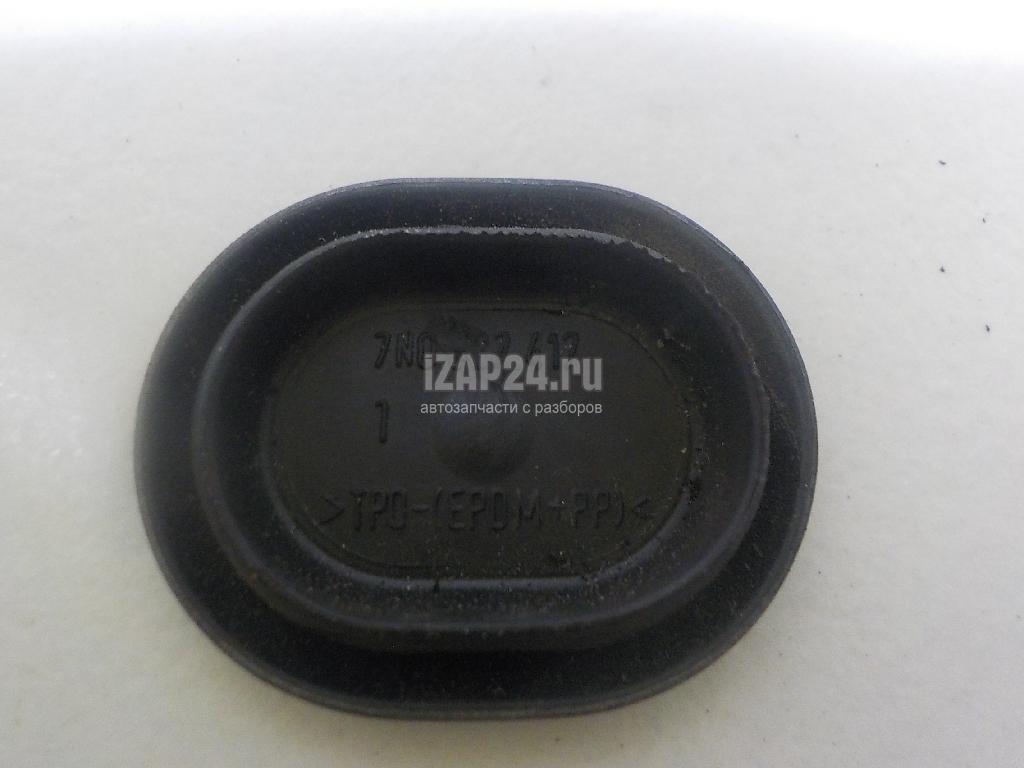 iZAP24.ru
автозапчасти с разборов
1
>TPO-(EPDM+PP)<